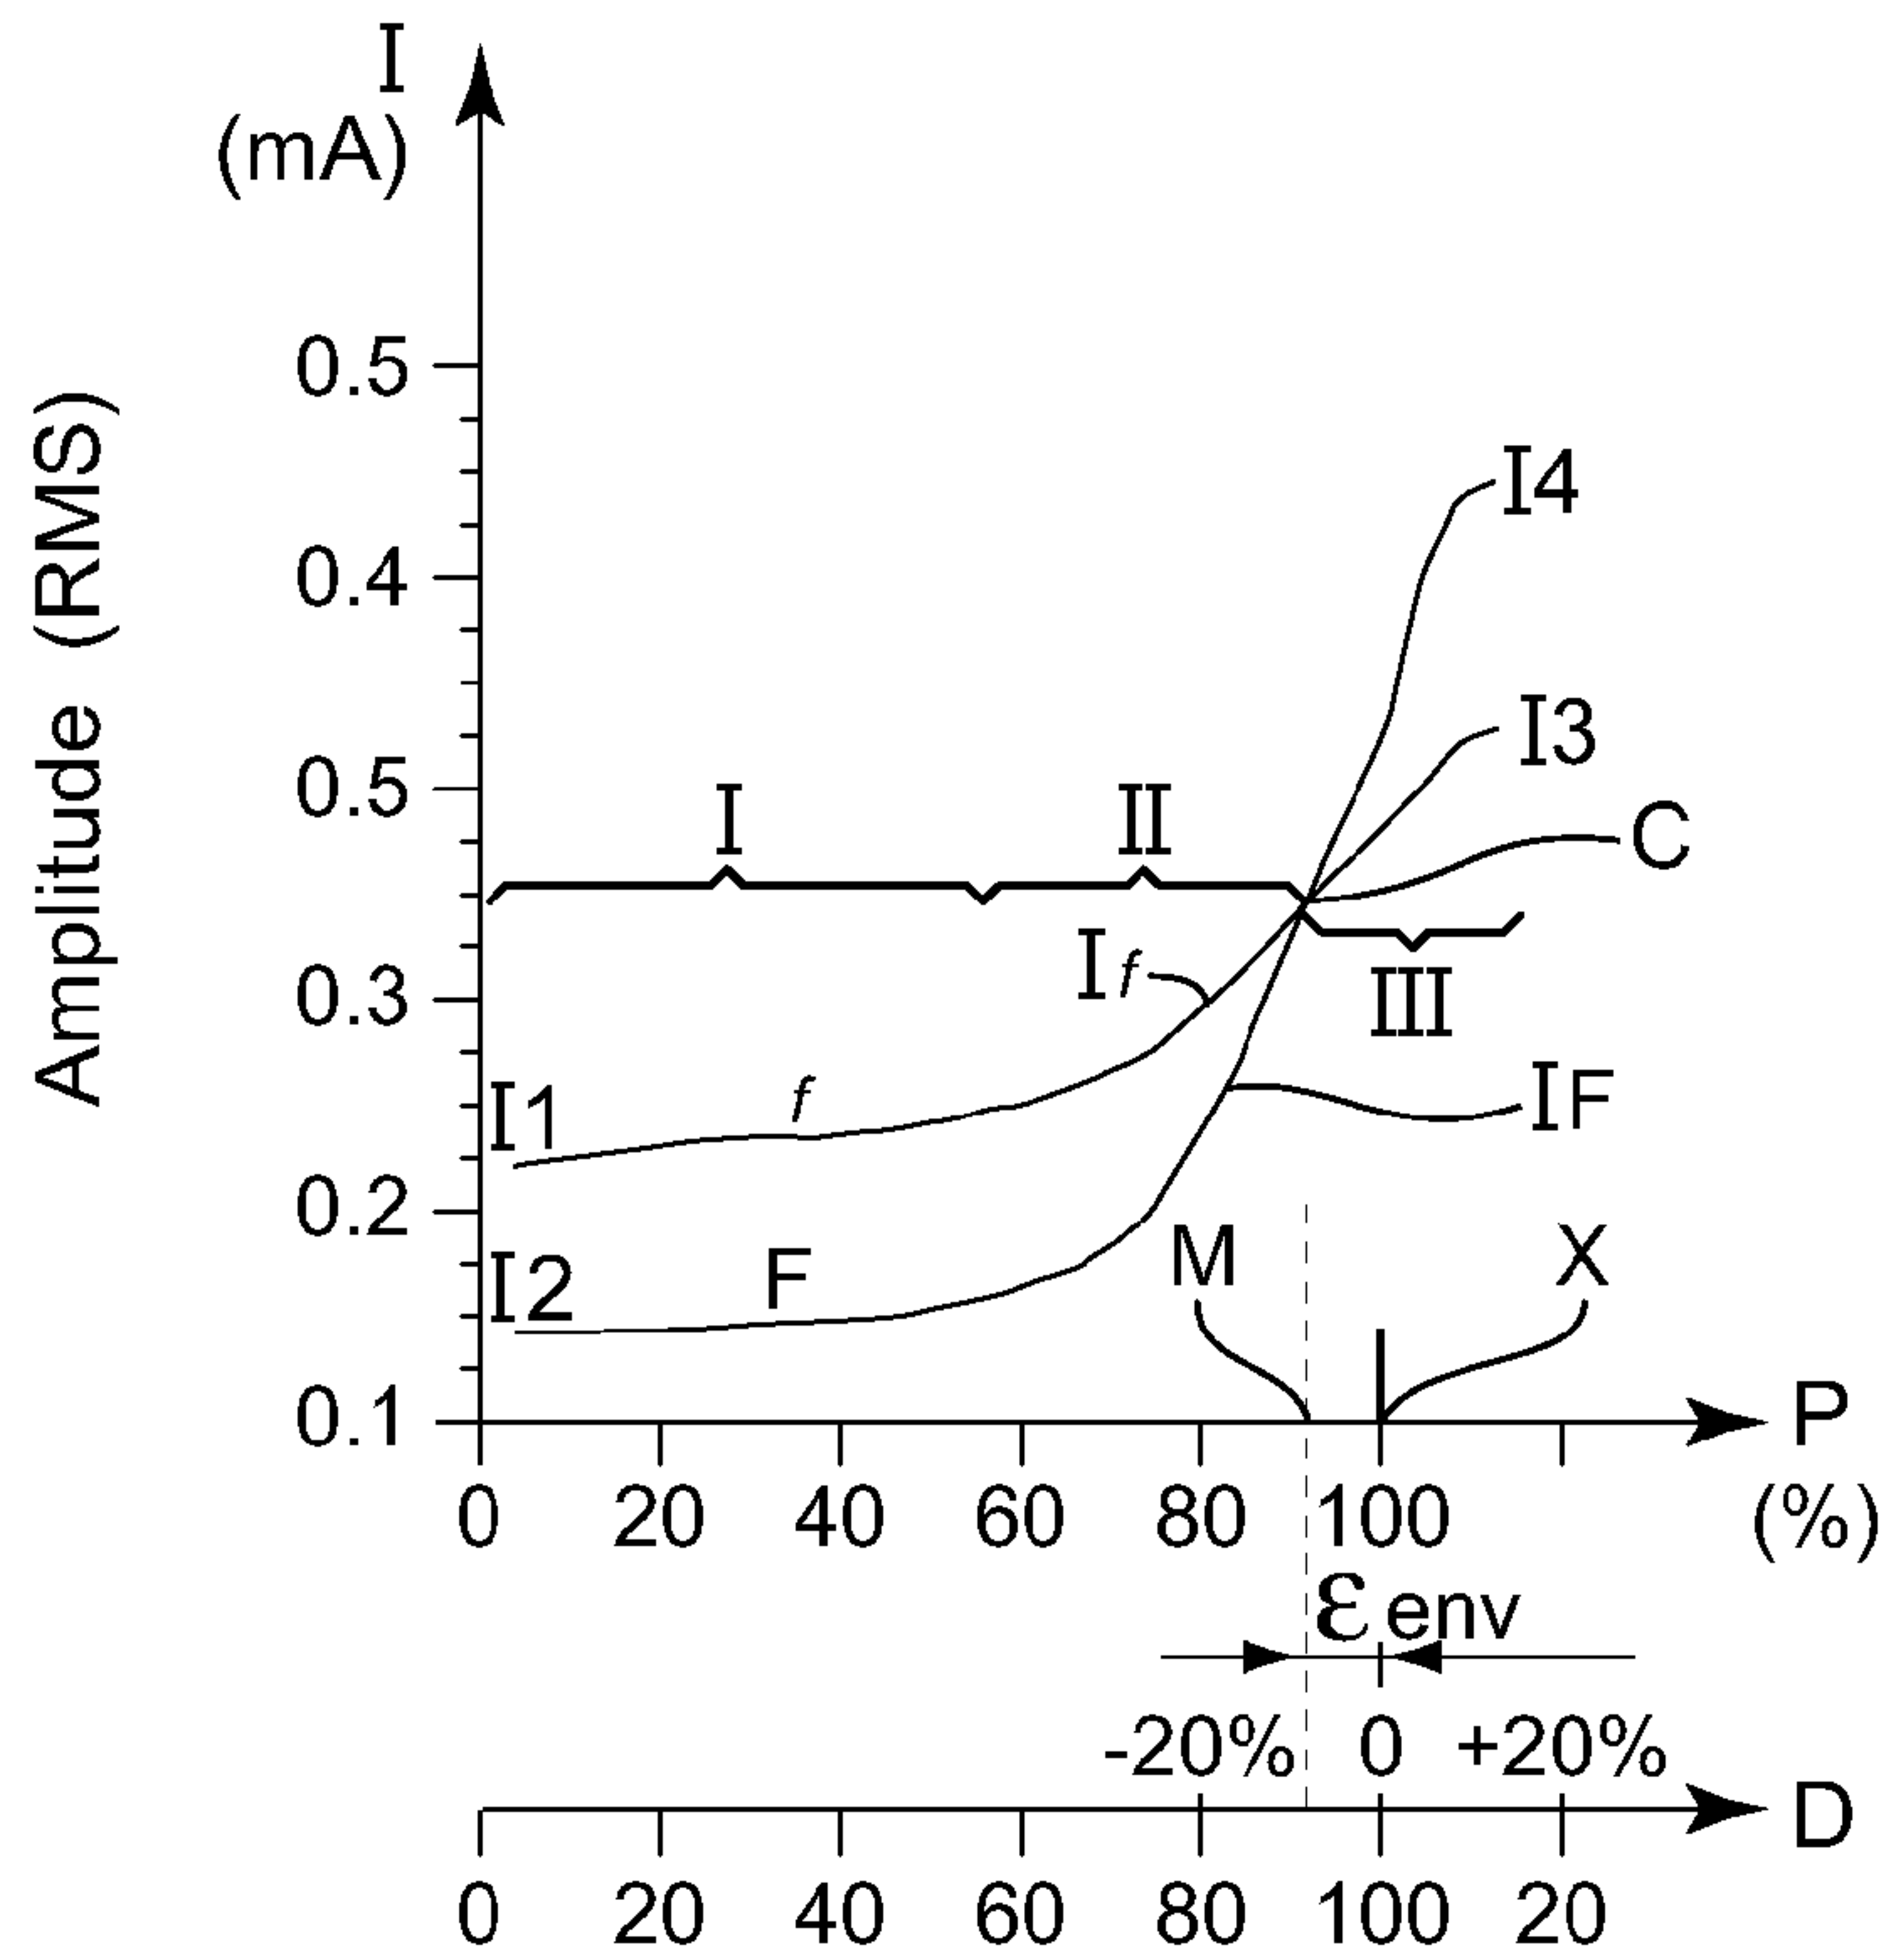 I
(mA)
Amplitude (RMS)
0.5
I4
0.4
I3
0.5
I
II
C
If
0.3
III
I1
f
IF
0.2
M
X
I2
F
0.1
P
0 20 40 60 80 100 (%)
ε env
-20% 0 +20%
D
0 20 40 60 80 100 20